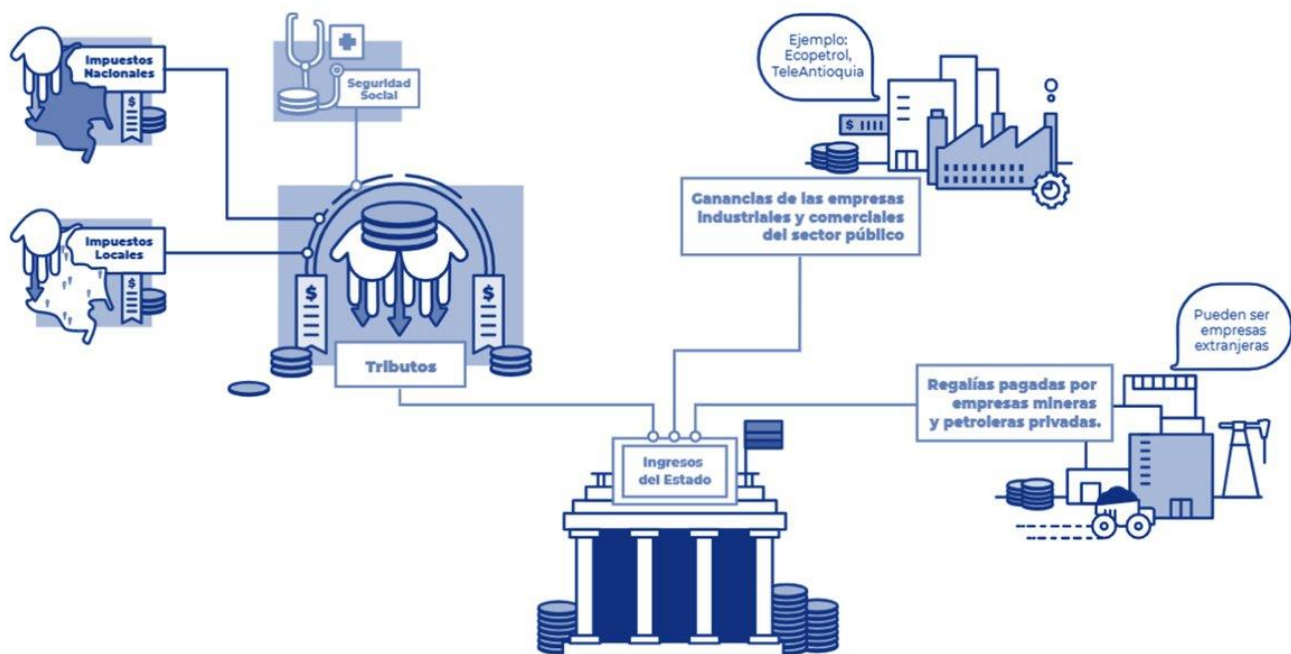 Impuestos
Nacionales
$
Seguridad
Social
Impuestos
Locales
$
$
$
Tributos
Ejemplo:
Ecopetrol,
TeleAntioquia
$
Ganancias de las empresas
industriales y comerciales
del sector público
Pueden ser
empresas
extranjeras
Regalías pagadas por
empresas mineras
y petroleras privadas.
Ingresos
del Estado